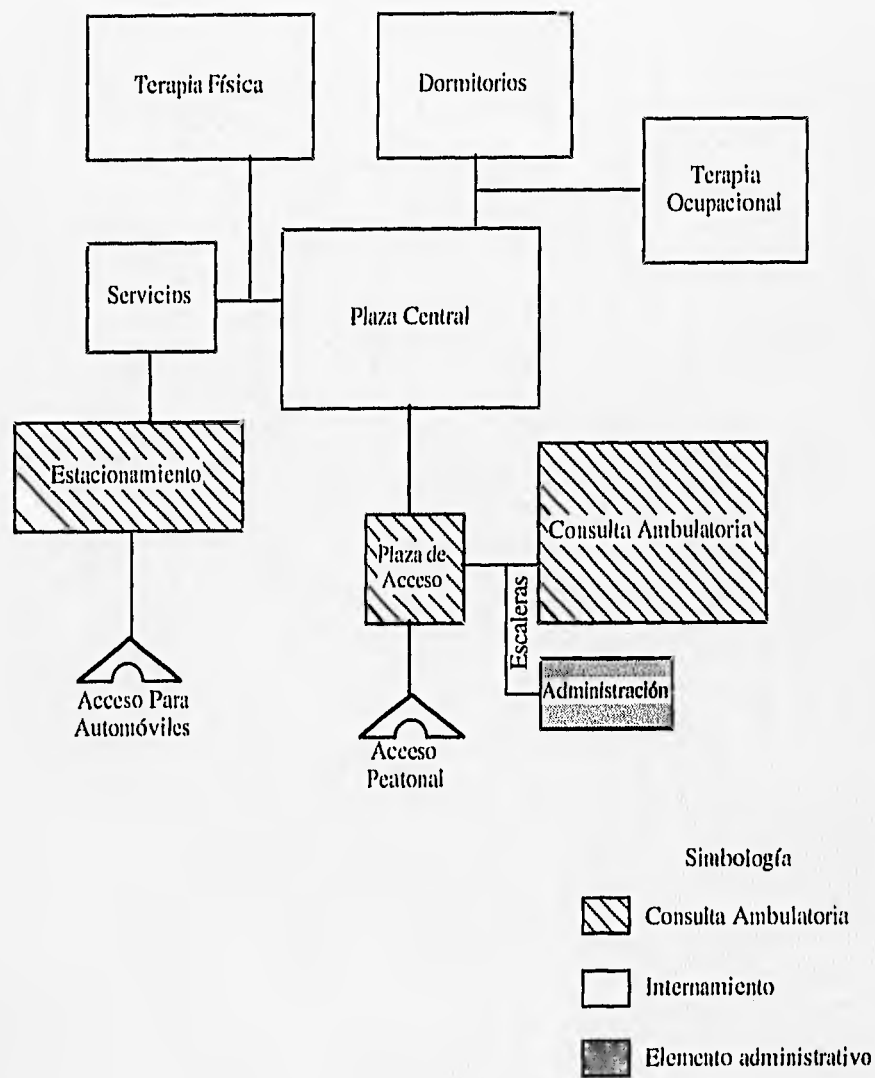 Terapia Física
Dormitorios
Terapia
Ocupacional
Servicios
Plaza Central
Estacionamiento
Plaza de
Acceso
Consulta Ambulatoria
Escaleras
Administración
Acceso Para
Automóviles
Acceso
Peatonal
Simbología
Consulta Ambulatoria
Internamiento
Elemento administrativo